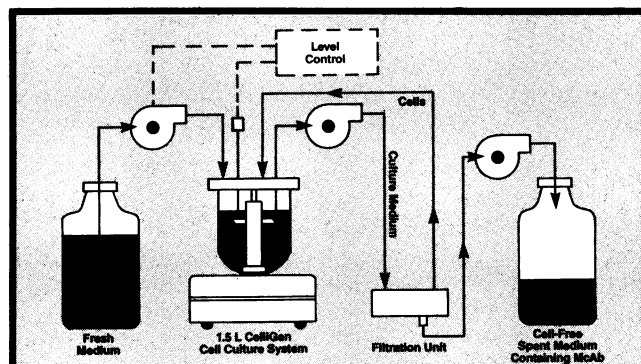 Level
Control
Cells
Culture Medium
Fresh
Medium
1.5 L CelliGen
Cell Culture System
Filtration Unit
Cell-Free
Spent Medium
Containing McAb